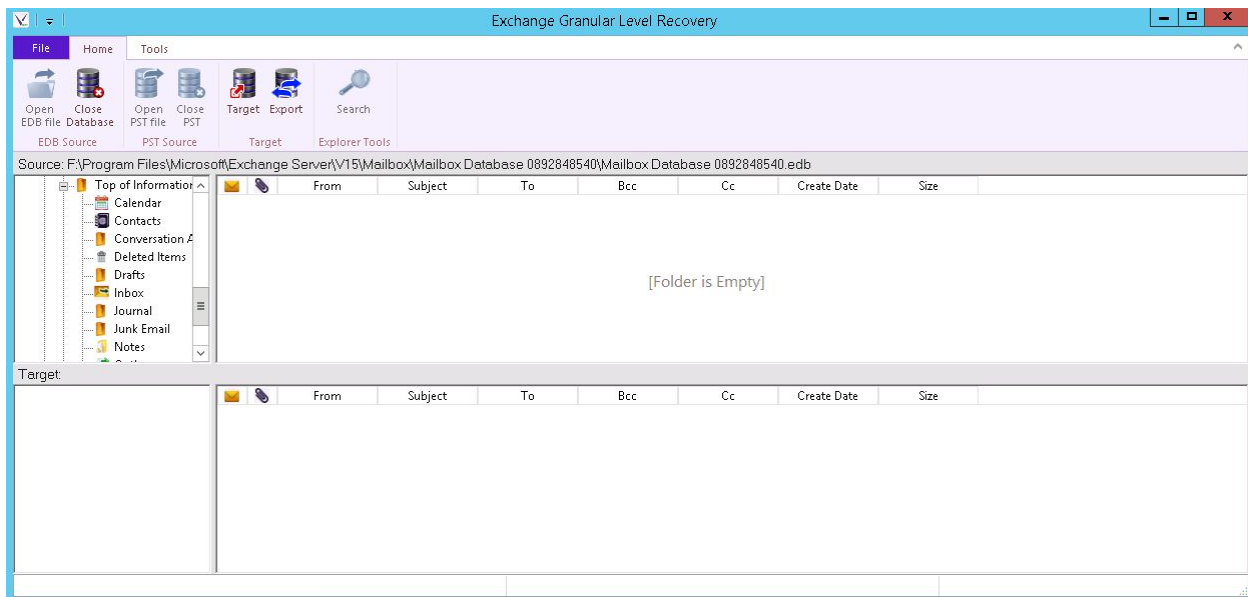 Exchange Granular Level Recovery
File Home Tools
Open EDB file
Close Database
Open PST file
Close PST
Target
Export
Search
EDB Source PST Source Target Explorer Tools
Source: F:\Program Files\Microsoft\Exchange Server\V15\Mailbox\Mailbox Database 0892848540\Mailbox Database 0892848540.edb
Top of Information
Calendar
Contacts
Conversation A
Deleted Items
Drafts
Inbox
Journal
Junk Email
Notes
From Subject To Bcc Cc Create Date Size
[Folder is Empty]
Target:
From Subject To Bcc Cc Create Date Size